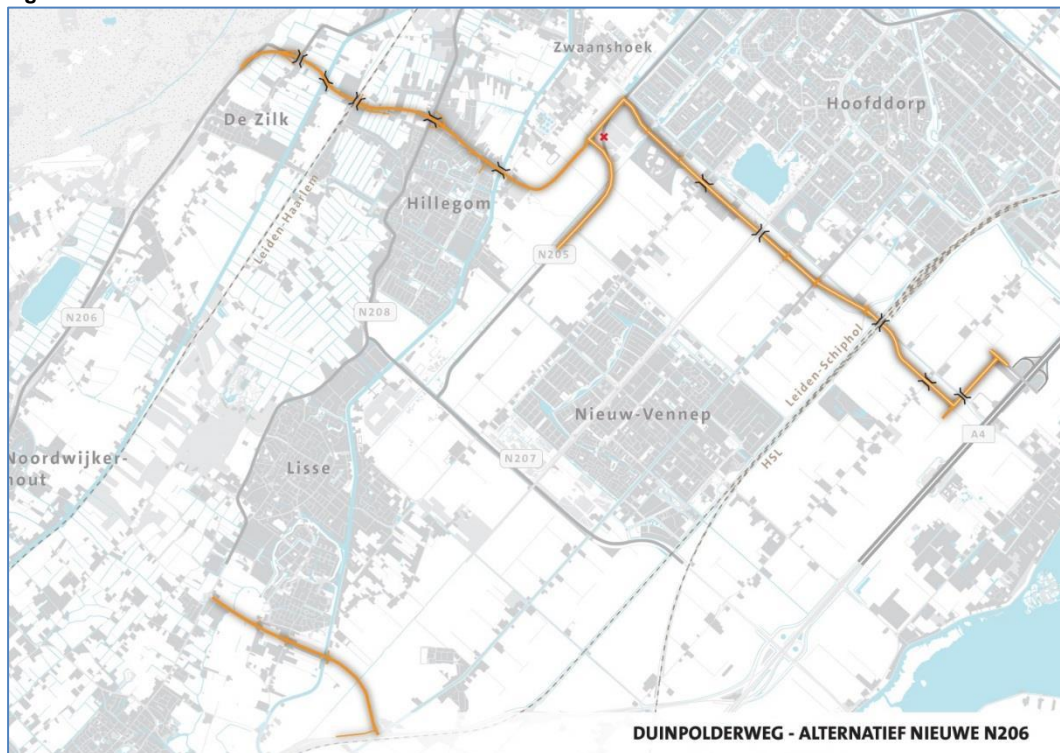 Zwaanshoek
Hoofddorp
De Zilk
Leiden-Haarlem
Hillegom
N205
N206
N208
Leiden-Schiphol
Nieuw-Vennep
A4
N207
HSL
Noordwijker-
hout
Lisse
DUINPOLDERWEG - ALTERNATIEF NIEUWE N206